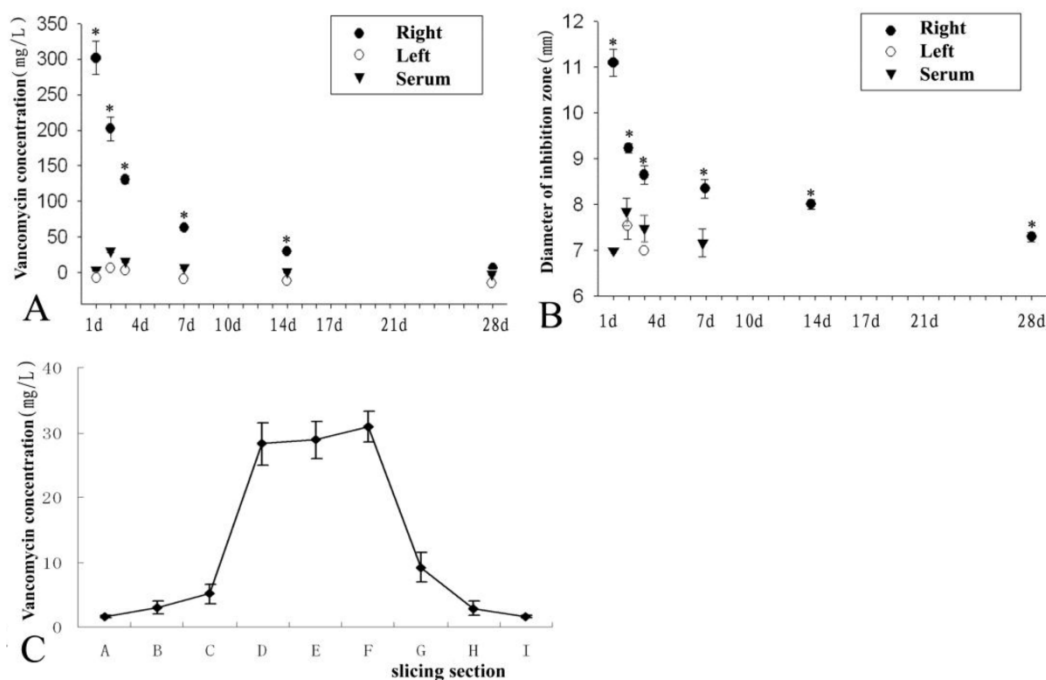 Vancomycin concentration(mg/L)
350
300
250
200
150
100
50
0
* * * * *
Right
Left
Serum
1d 4d 7d 10d 14d 17d 21d 28d
A
Diameter of inhibition zone(mm)
12
11
10
9
8
7
6
* * * * * *
Right
Left
Serum
1d 4d 7d 10d 14d 17d 21d 28d
B
Vancomycin concentration(mg/L)
40
30
20
10
0
A B C D E F G H I
slicing section
C